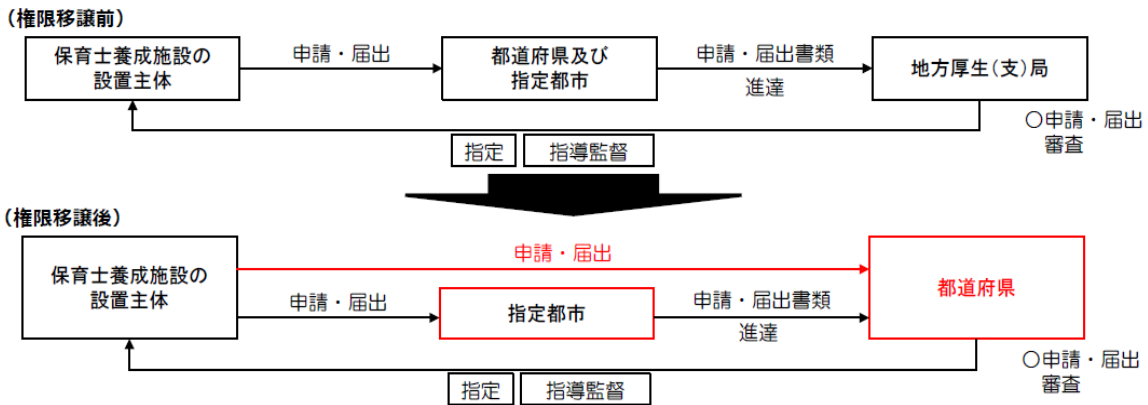 (権限移譲前)
保育士養成施設の
設置主体
申請・届出
都道府県及び
指定都市
申請・届出書類
進達
地方厚生(支)局
〇申請・届出
審査
指定
指導監督
(権限移譲後)
保育士養成施設の
設置主体
申請・届出
申請・届出
指定都市
申請・届出書類
進達
都道府県
〇申請・届出
審査
指定
指導監督